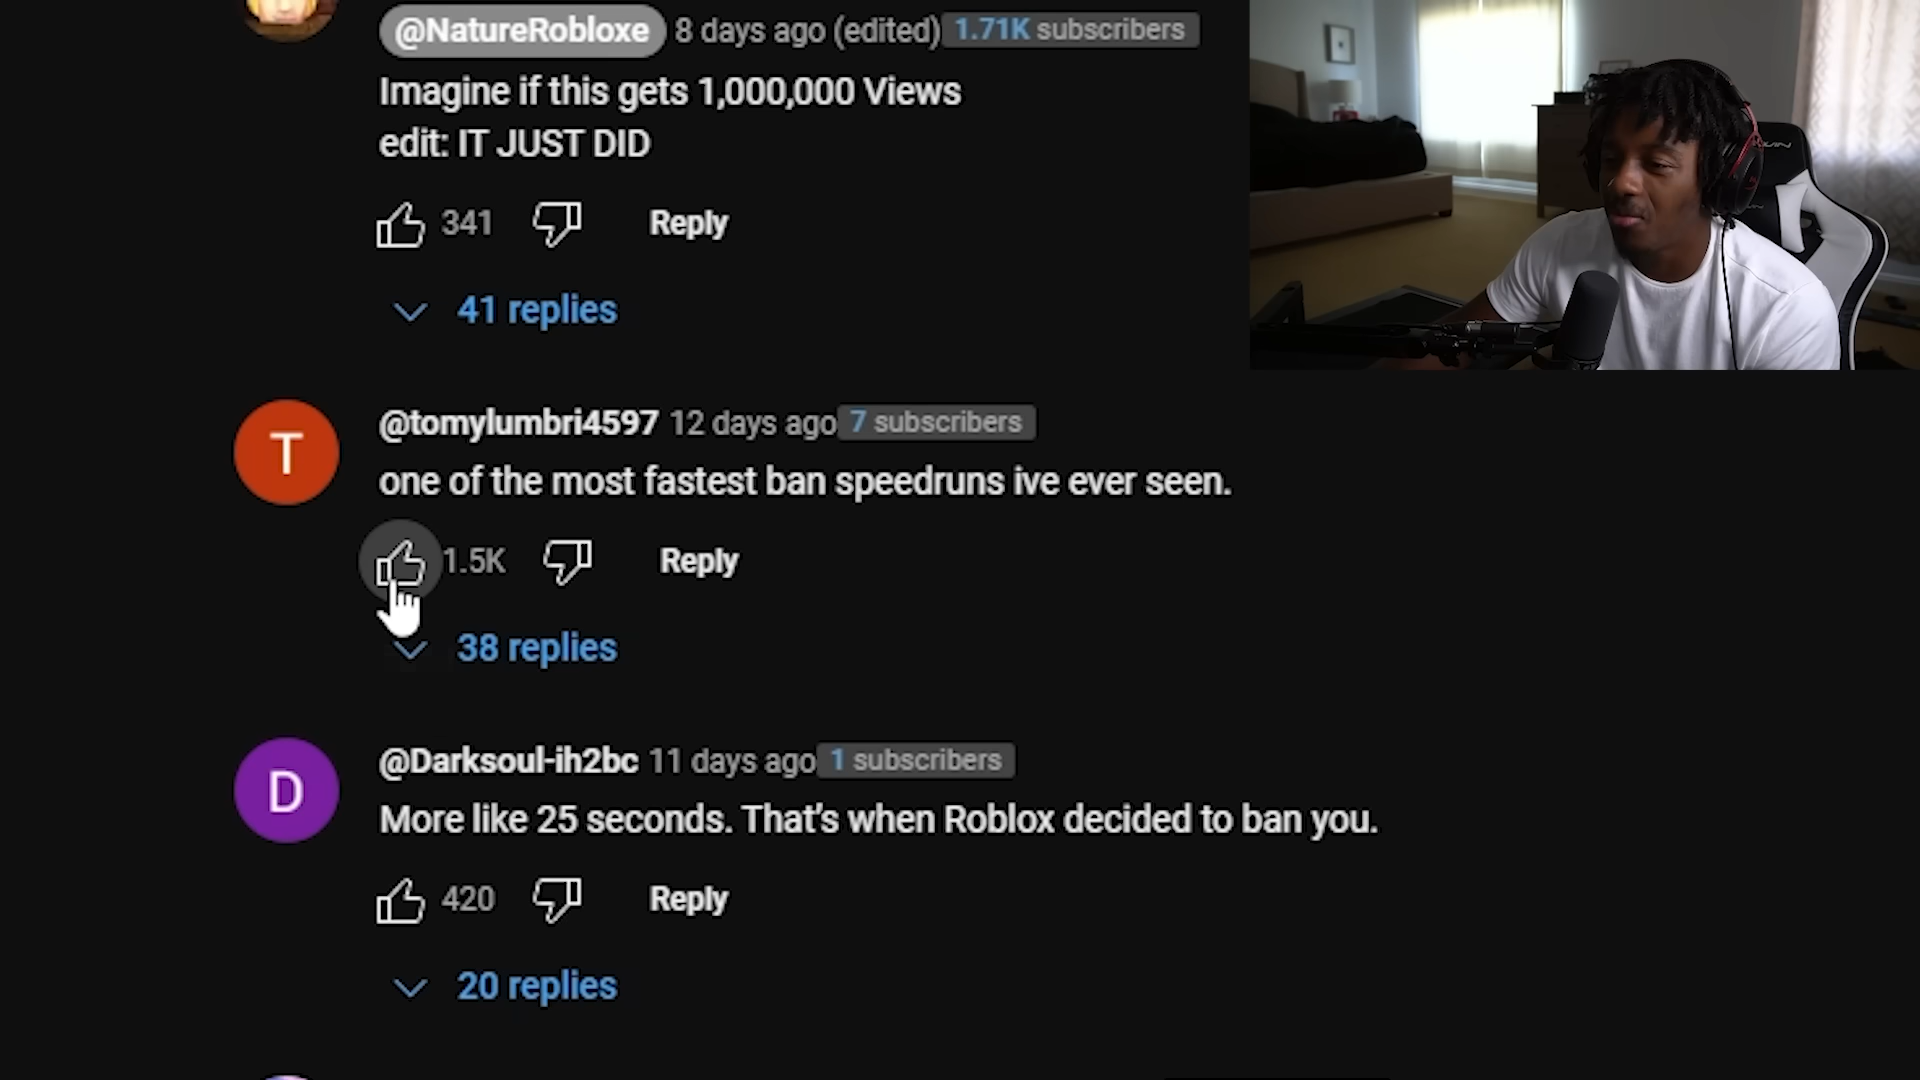 @NatureRobloxe 8 days ago (edited) 1.71K subscribers
Imagine if this gets 1,000,000 Views
edit: IT JUST DID
341 Reply
41 replies
T
@tomylumbri4597 12 days ago 7 subscribers
one of the most fastest ban speedruns ive ever seen.
1.5K Reply
38 replies
D
@Darksoul-ih2bc 11 days ago 1 subscribers
More like 25 seconds. That's when Roblox decided to ban you.
420 Reply
20 replies